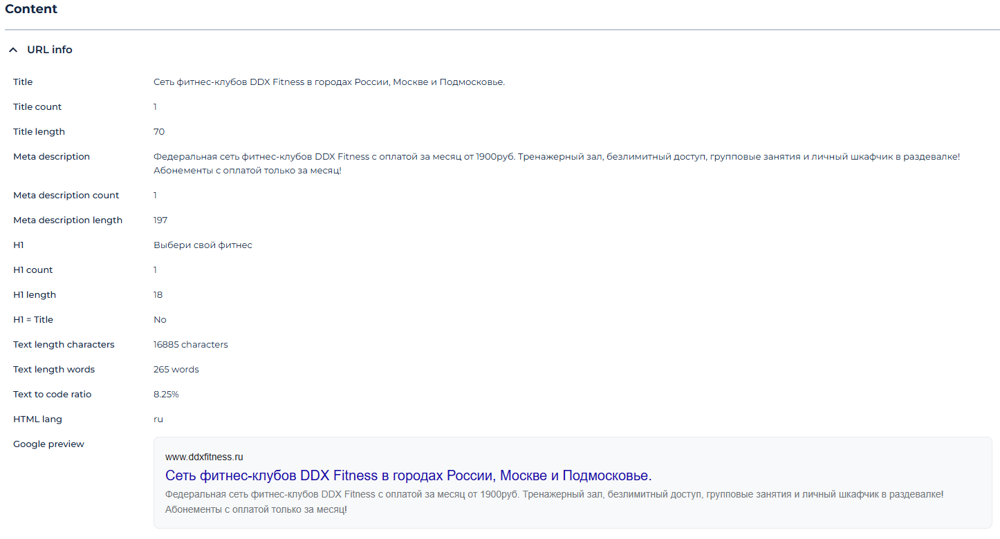 Content
URL info
Title Сеть фитнес-клубов DDX Fitness в городах России, Москве и Подмосковье.
Title count 1
Title length 70
Meta description Федеральная сеть фитнес-клубов DDX Fitness с оплатой за месяц от 1900руб. Тренажерный зал, безлимитный доступ, групповые занятия и личный шкафчик в раздевалке!
Абонементы с оплатой только за месяц!
Meta description count 1
Meta description length 197
H1 Выбери свой фитнес
H1 count 1
H1 length 18
H1 = Title No
Text length characters 16885 characters
Text length words 265 words
Text to code ratio 8.25%
HTML lang ru
Google preview
www.ddxfitness.ru
Сеть фитнес-клубов DDX Fitness в городах России, Москве и Подмосковье.
Федеральная сеть фитнес-клубов DDX Fitness с оплатой за месяц от 1900руб. Тренажерный зал, безлимитный доступ, групповые занятия и личный шкафчик в раздевалке!
Абонементы с оплатой только за месяц!